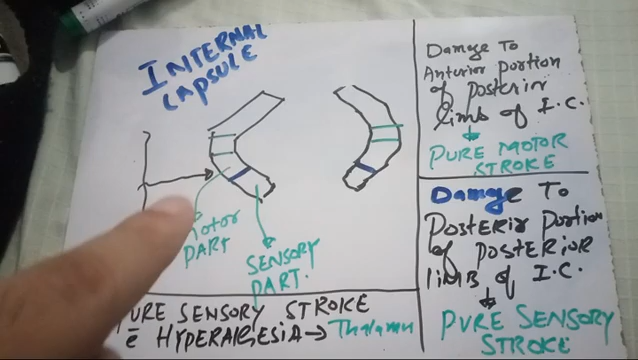 INTERNAL
CAPSULE
Motor
PART
SENSORY
PART.
PURE SENSORY STROKE
ē HYPERALGESIA → Thalamus
Damage To
Anterior Portion
of posterior
limb of I.C.
PURE MOTOR
STROKE
Damage To
Posterior Portion
of POSTERIOR
limb of I.C.
PURE SENSORY
STROKE